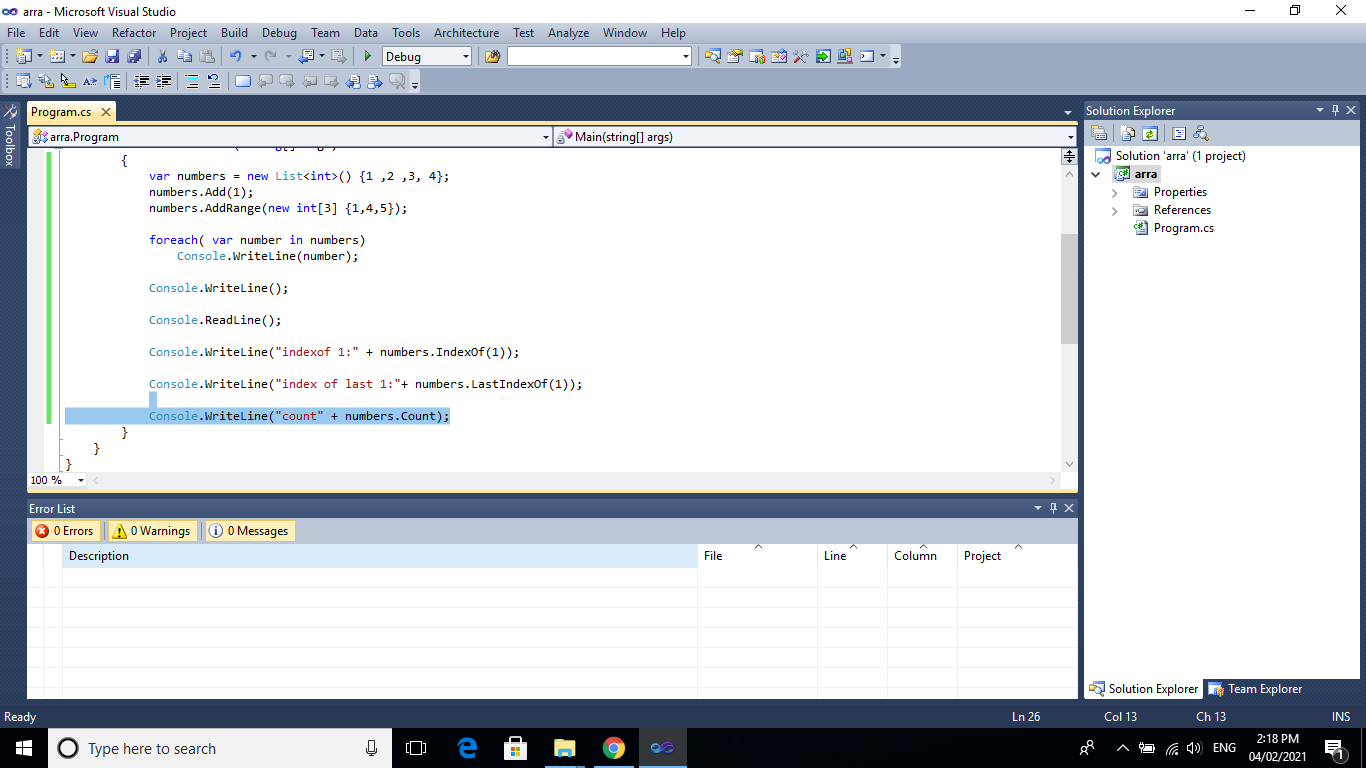 arra - Microsoft Visual Studio
File Edit View Refactor Project Build Debug Team Data Tools Architecture Test Analyze Window Help
Debug
Toolbox
Program.cs
arra.Program
Main(string[] args)
{
var numbers = new List<int>() {1 ,2 ,3, 4};
numbers.Add(1);
numbers.AddRange(new int[3] {1,4,5});
foreach( var number in numbers)
Console.WriteLine(number);
Console.WriteLine();
Console.ReadLine();
Console.WriteLine("indexof 1:" + numbers.IndexOf(1));
Console.WriteLine("index of last 1:"+ numbers.LastIndexOf(1));
Console.WriteLine("count" + numbers.Count);
}
}
}
100 %
Solution Explorer
Solution 'arra' (1 project)
arra
Properties
References
Program.cs
Solution Explorer Team Explorer
Error List
0 Errors 0 Warnings 0 Messages
Description File Line Column Project
Ready Ln 26 Col 13 Ch 13 INS
Type here to search
ENG
2:18 PM
04/02/2021
1